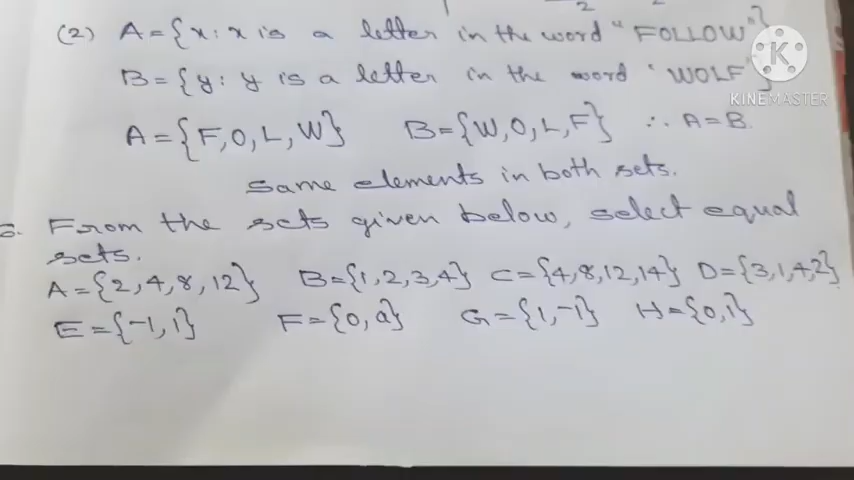 (2) A={x: x is a letter in the word "FOLLOW"}
B={y: y is a letter in the word "WOLF"}
KINEMASTER
A={F,O,L,W} B={W,O,L,F} ∴ A=B.
same elements in both sets.
From the sets given below, select equal
sets.
A={2,4,8,12} B={1,2,3,4} C={4,8,12,14} D={3,1,4,2}
E={-1,1} F={0,a} G={1,-1} H={0,1}